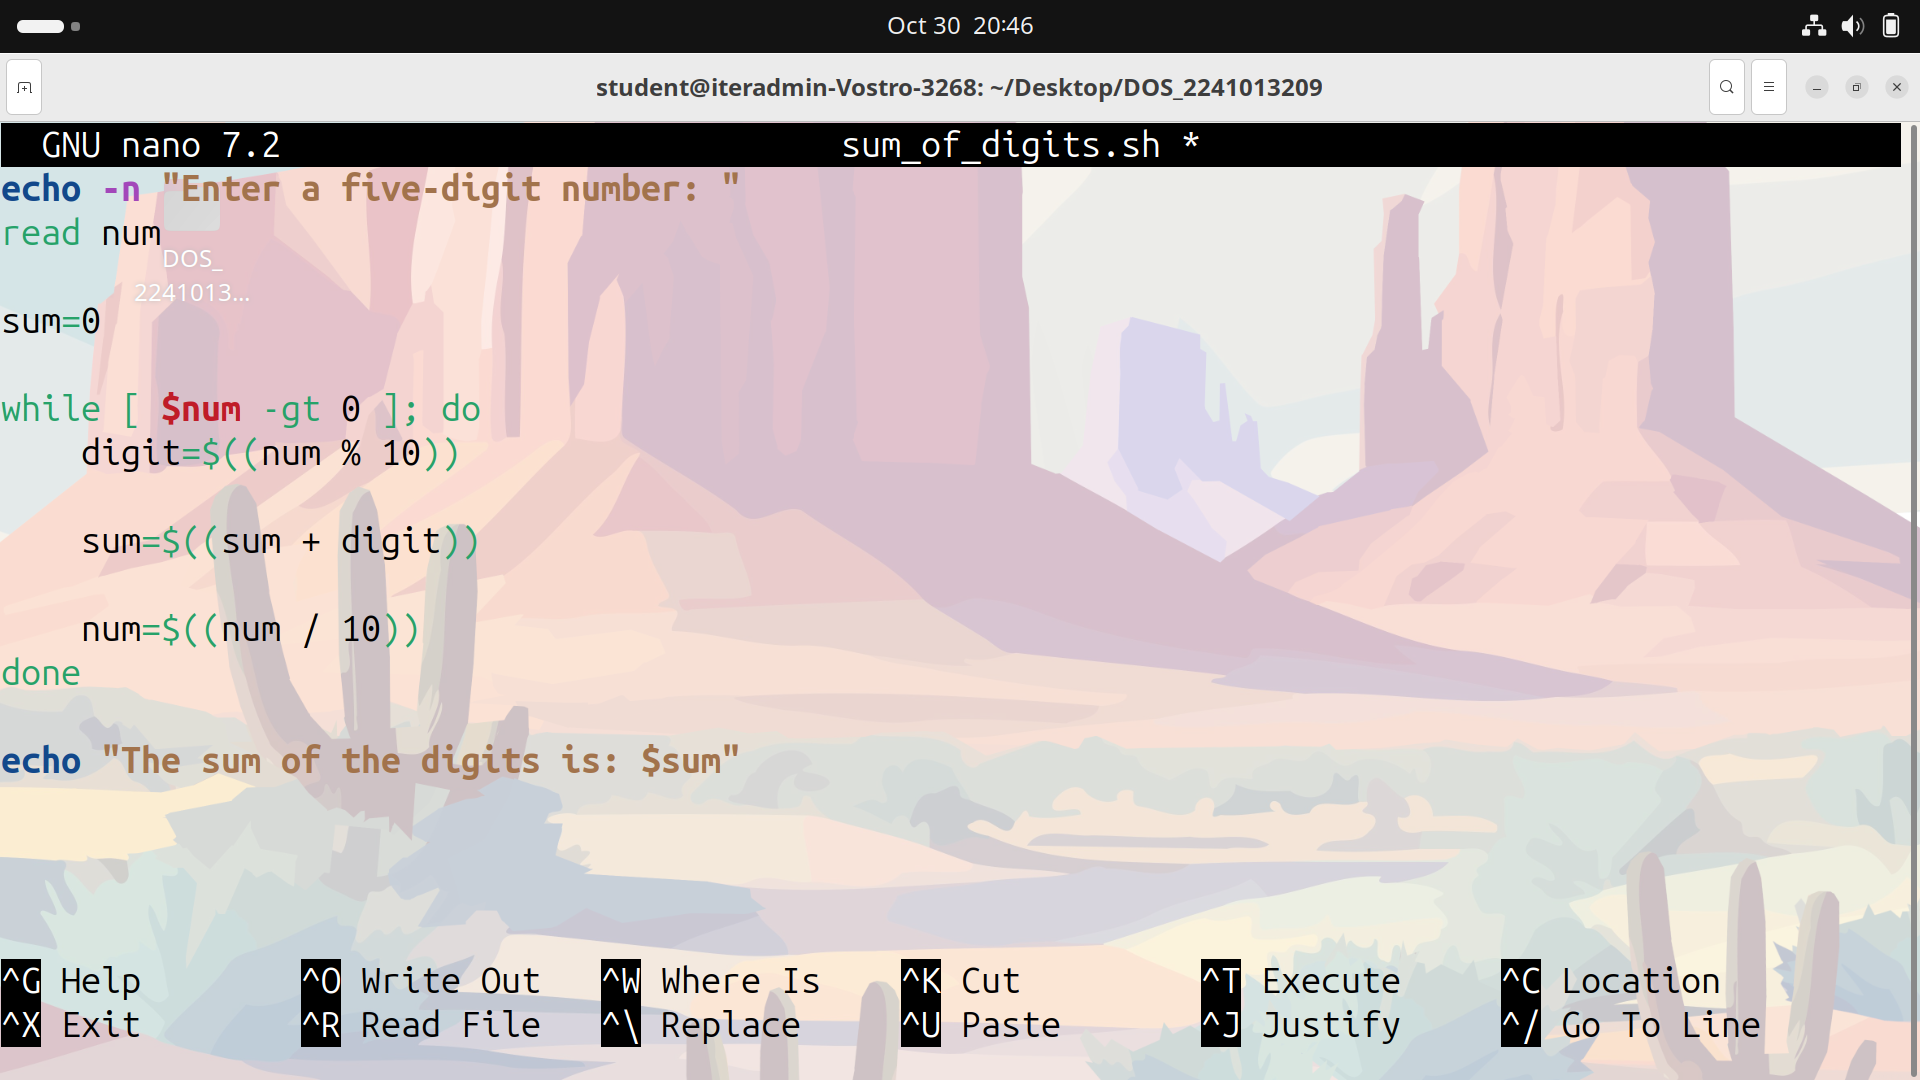 Oct 30 20:46
student@iteradmin-Vostro-3268: ~/Desktop/DOS_2241013209
GNU nano 7.2 sum_of_digits.sh *
echo -n "Enter a five-digit number: "
read num
DOS_
2241013...
sum=0
while [ $num -gt 0 ]; do
    digit=$((num % 10))
    sum=$((sum + digit))
    num=$((num / 10))
done
echo "The sum of the digits is: $sum"
^G Help ^O Write Out ^W Where Is ^K Cut ^T Execute ^C Location
^X Exit ^R Read File ^\ Replace ^U Paste ^J Justify ^/ Go To Line